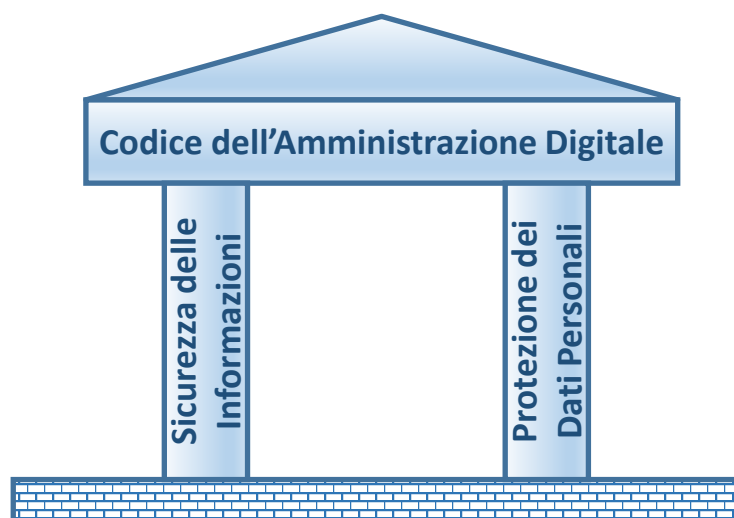 Codice dell’Amministrazione Digitale
Sicurezza delle
Informazioni
Protezione dei
Dati Personali